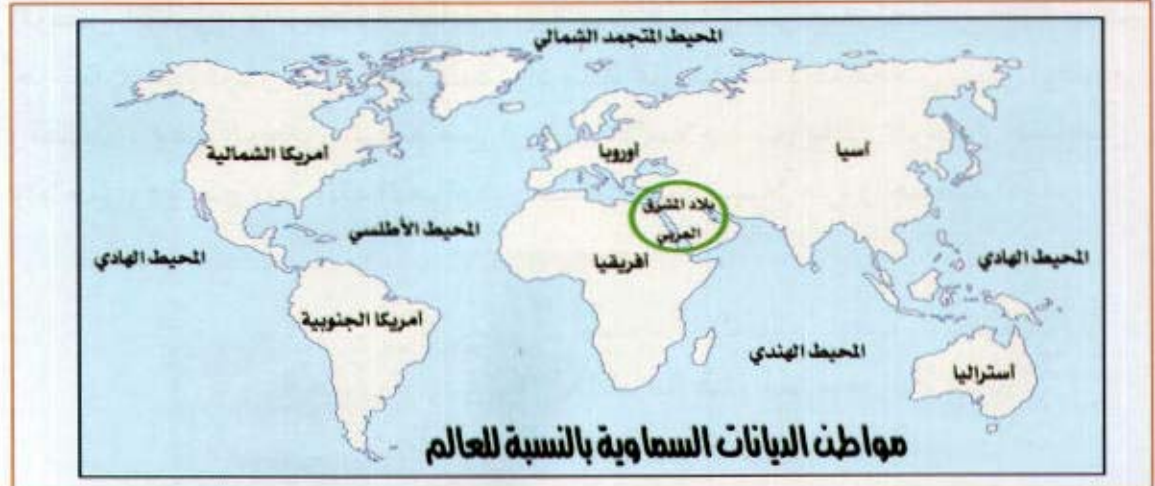 المحيط المتجمد الشمالي
أمريكا الشمالية
أوروبا
آسيا
بلاد المشرق
العربي
المحيط الأطلسي
المحيط الهادي
أفريقيا
المحيط الهادي
أمريكا الجنوبية
المحيط الهندي
أستراليا
مواطن الديانات السماوية بالنسبة للعالم